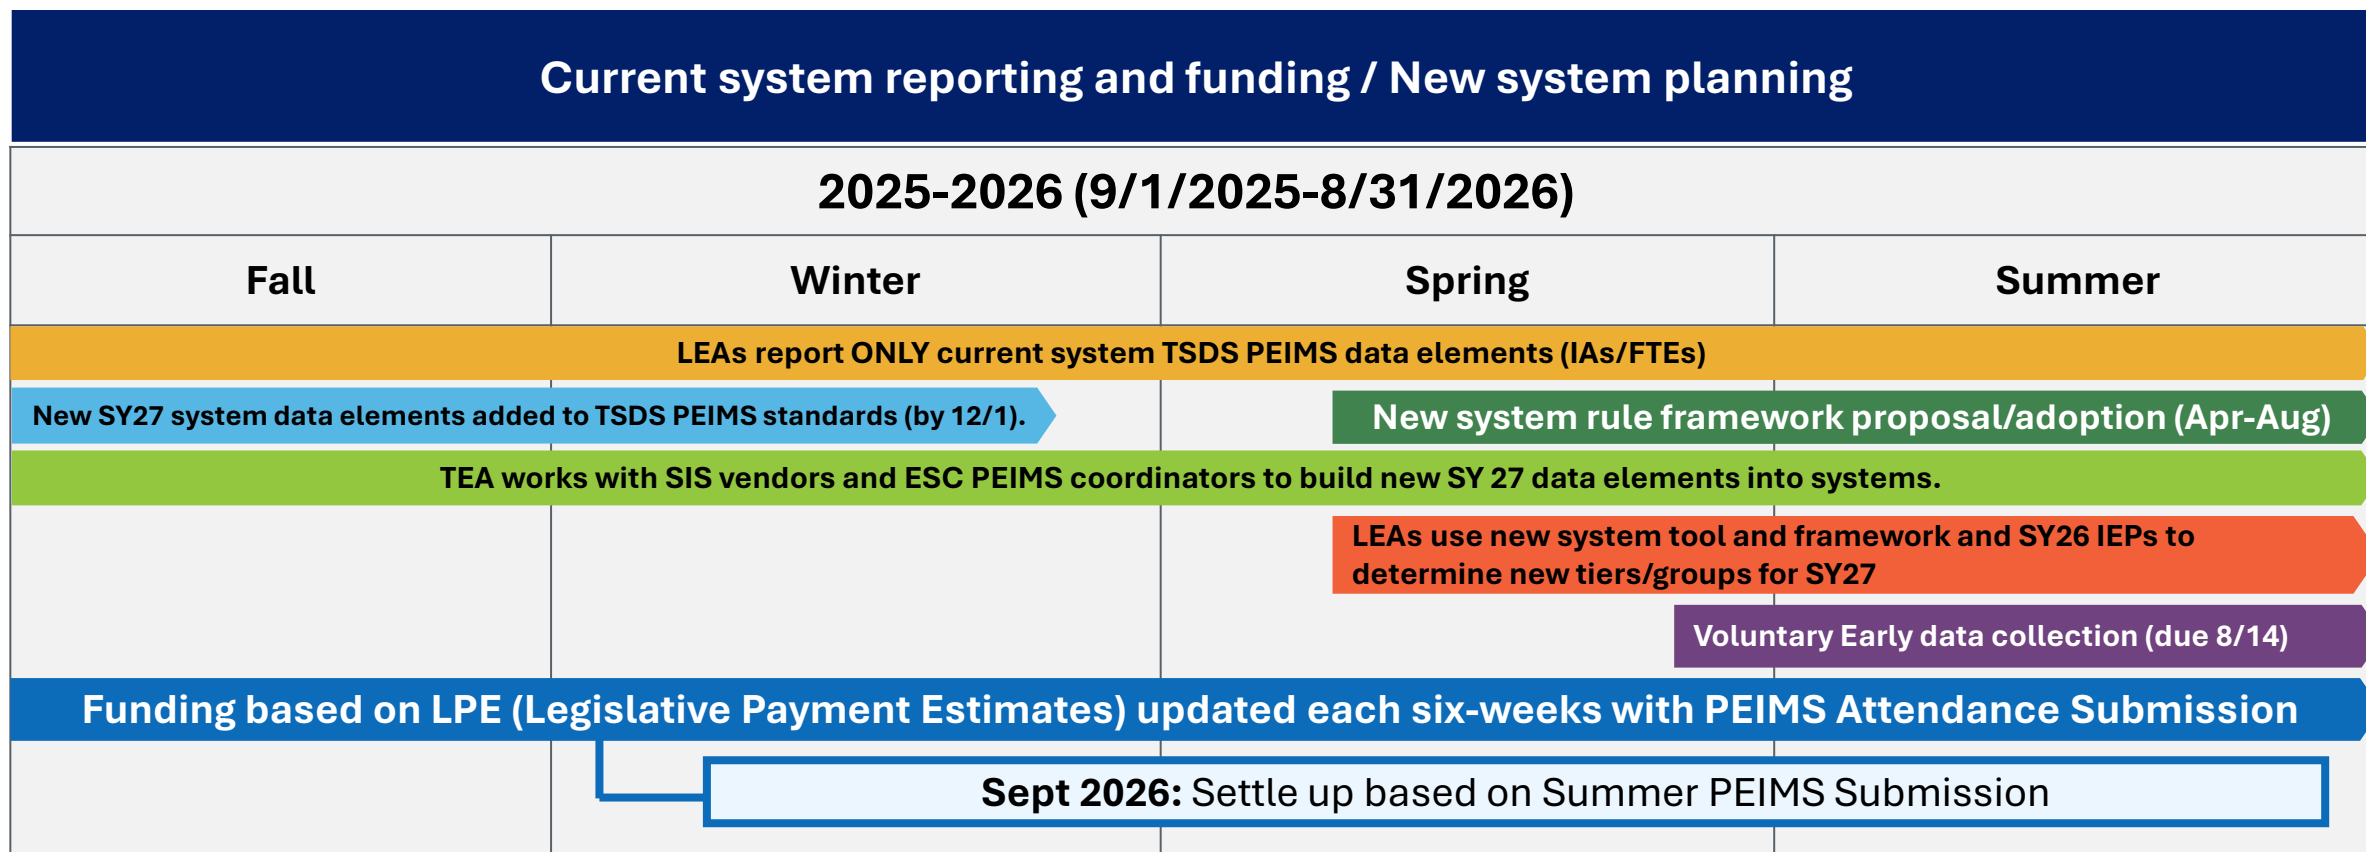 Current system reporting and funding / New system planning
2025-2026 (9/1/2025-8/31/2026)
Fall
Winter
Spring
Summer
LEAs report ONLY current system TSDS PEIMS data elements (IAs/FTEs)
New SY27 system data elements added to TSDS PEIMS standards (by 12/1).
New system rule framework proposal/adoption (Apr-Aug)
TEA works with SIS vendors and ESC PEIMS coordinators to build new SY 27 data elements into systems.
LEAs use new system tool and framework and SY26 IEPs to
determine new tiers/groups for SY27
Voluntary Early data collection (due 8/14)
Funding based on LPE (Legislative Payment Estimates) updated each six-weeks with PEIMS Attendance Submission
Sept 2026: Settle up based on Summer PEIMS Submission